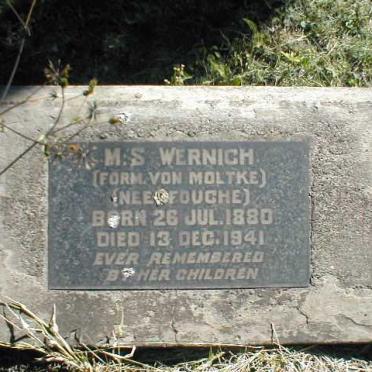 M.S WERNICH
(FORM. VON MOLTKE)
(NEE FOUCHE)
BORN 26 JUL. 1880
DIED 13 DEC. 1941
EVER REMEMBERED
BY HER CHILDREN